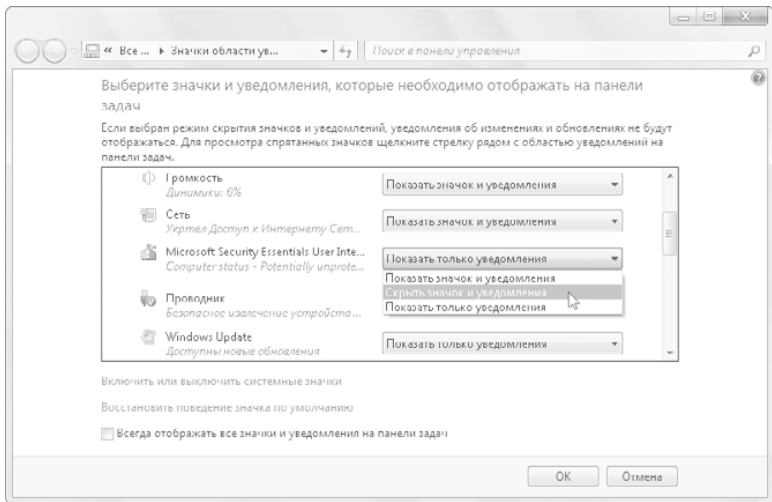 « Все ... ▸ Значки области ув...
Поиск в панели управления
Выберите значки и уведомления, которые необходимо отображать на панели
задач
Если выбран режим скрытия значков и уведомлений, уведомления об изменениях и обновлениях не будут
отображаться. Для просмотра спрятанных значков щелкните стрелку рядом с областью уведомлений на
панели задач.
Громкость
Динамики: 6%
Показать значок и уведомления
Сеть
Укртел Доступ к Интернету Сет...
Показать значок и уведомления
Microsoft Security Essentials User Inte...
Computer status - Potentially unprote...
Показать только уведомления
Показать значок и уведомления
Скрыть значок и уведомления
Показать только уведомления
Проводник
Безопасное извлечение устройства ...
Windows Update
Доступны новые обновления
Показать только уведомления
Включить или выключить системные значки
Восстановить поведение значка по умолчанию
Всегда отображать все значки и уведомления на панели задач
OK
Отмена